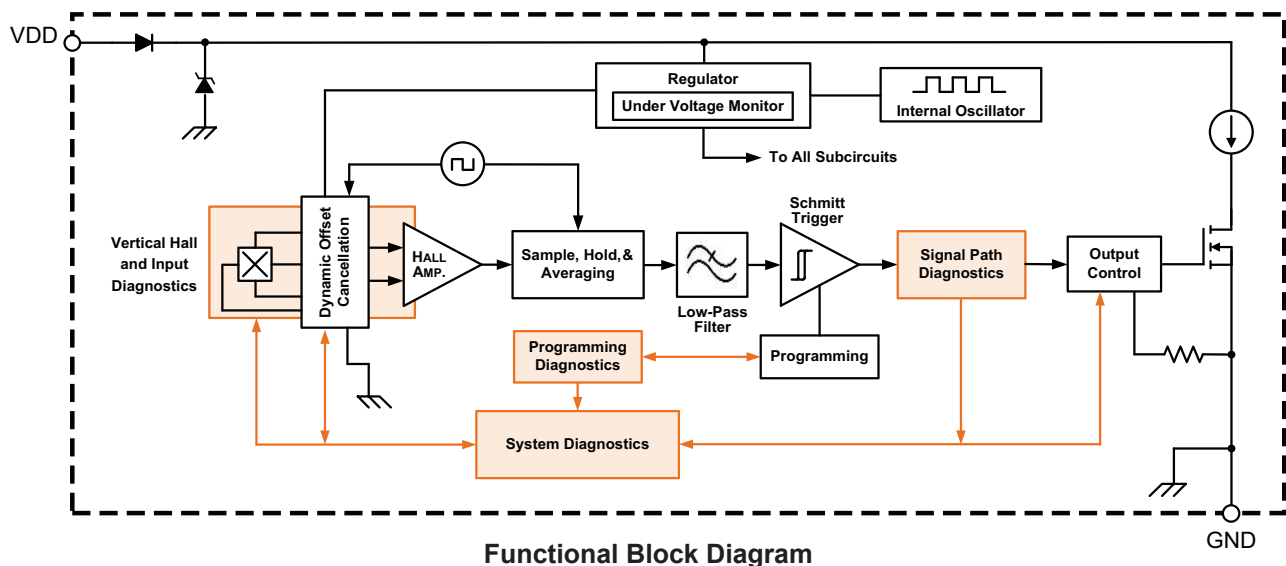 VDD
Regulator
Under Voltage Monitor
Internal Oscillator
To All Subcircuits
Vertical Hall
and Input
Diagnostics
Dynamic Offset
Cancellation
HALL
AMP.
Sample, Hold, &
Averaging
Low-Pass
Filter
Schmitt
Trigger
Signal Path
Diagnostics
Output
Control
Programming
Diagnostics
Programming
System Diagnostics
GND
Functional Block Diagram